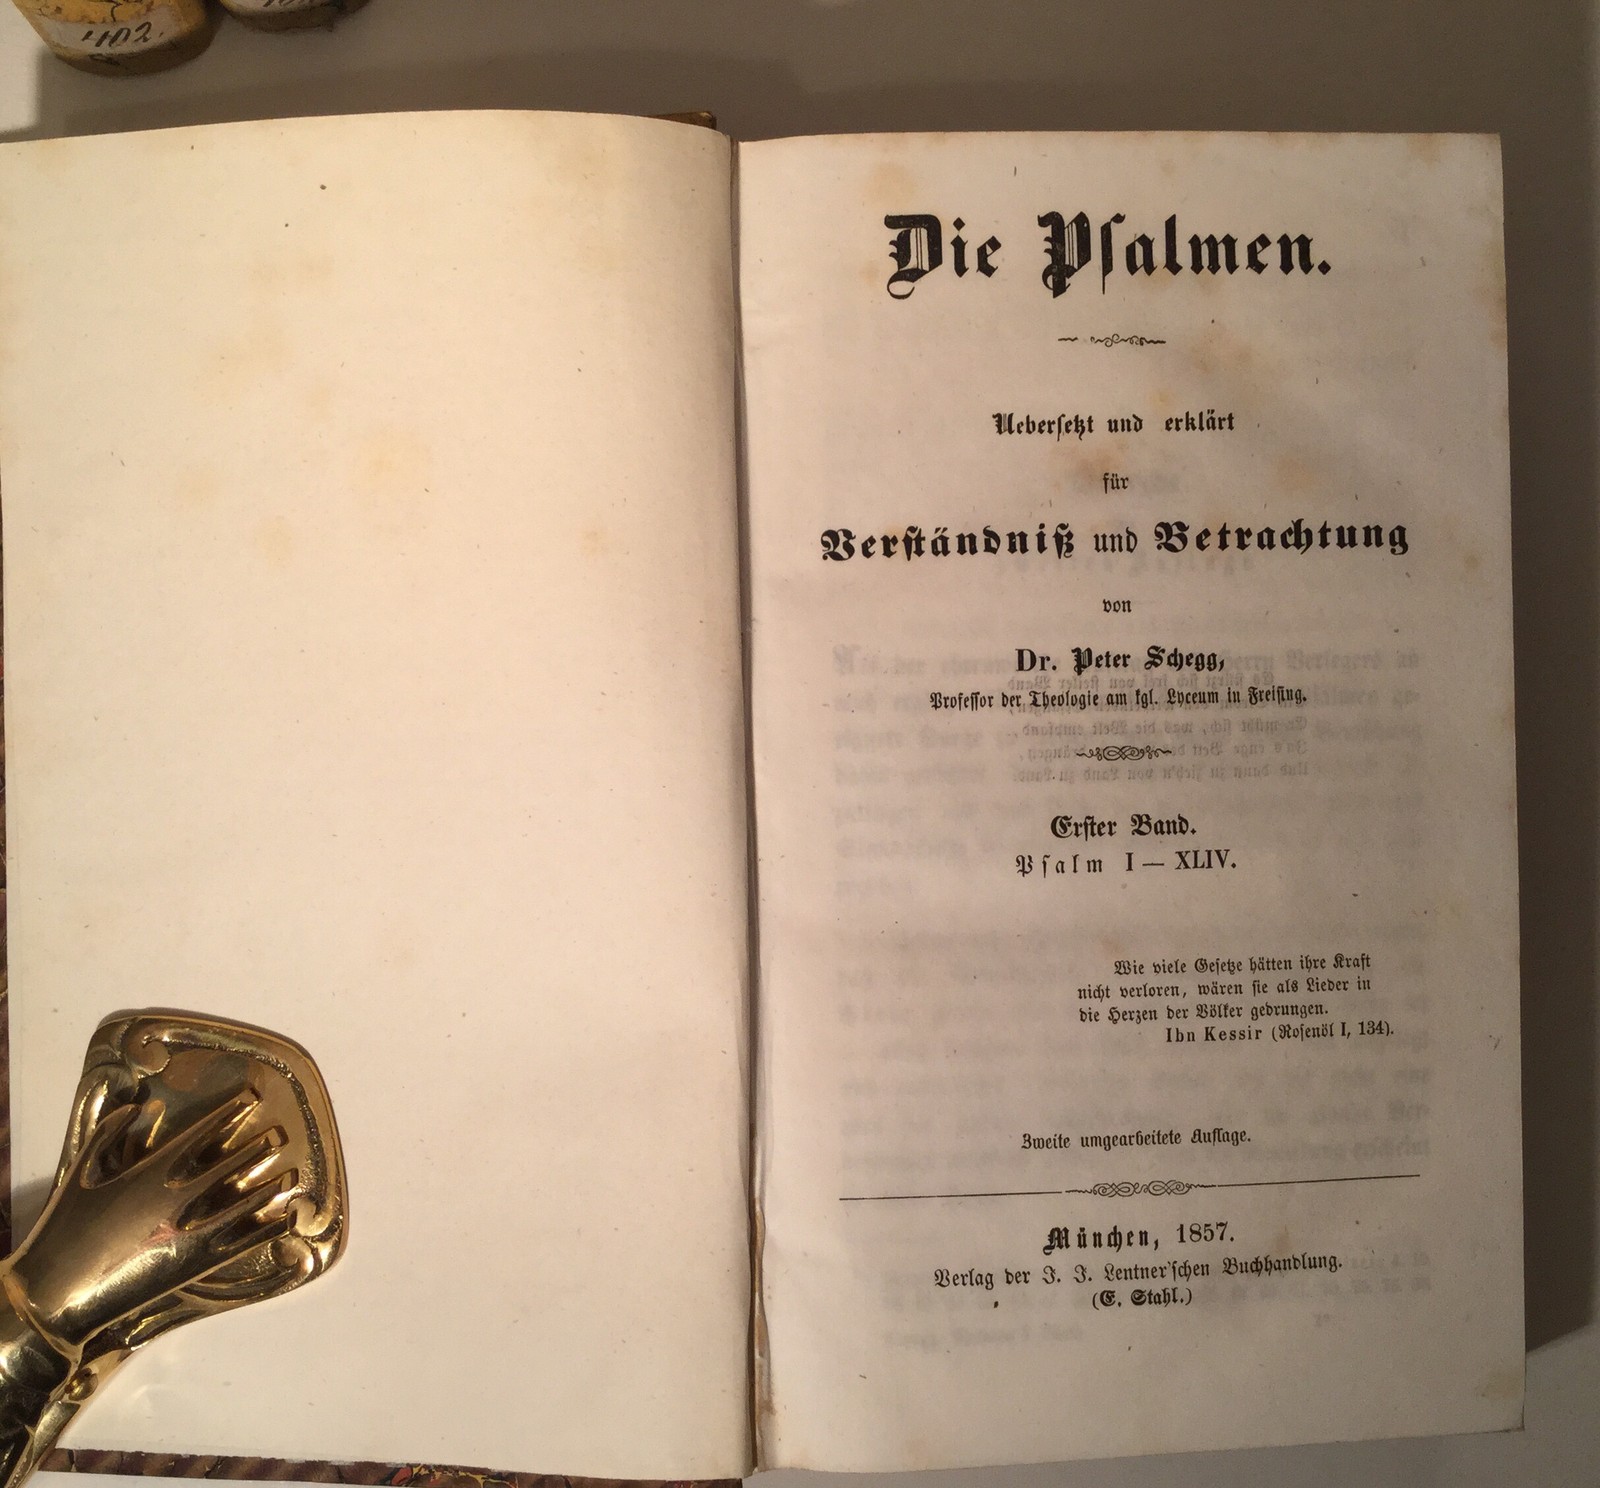 402.
Die Pſalmen.
Ueberſetzt und erklärt
für
Verſtändniß und Betrachtung
von
Dr. Peter Schegg,
Profeſſor der Theologie am kgl. Lyceum in Freiſing.
Erſter Band.
Pſalm I — XLIV.
Wie viele Geſetze hätten ihre Kraft
nicht verloren, wären ſie als Lieder in
die Herzen der Völker gedrungen.
Ibn Kessir (Roſenöl I, 134).
Zweite umgearbeitete Auflage.
München, 1857.
Verlag der J. J. Lentner'ſchen Buchhandlung.
(E. Stahl.)